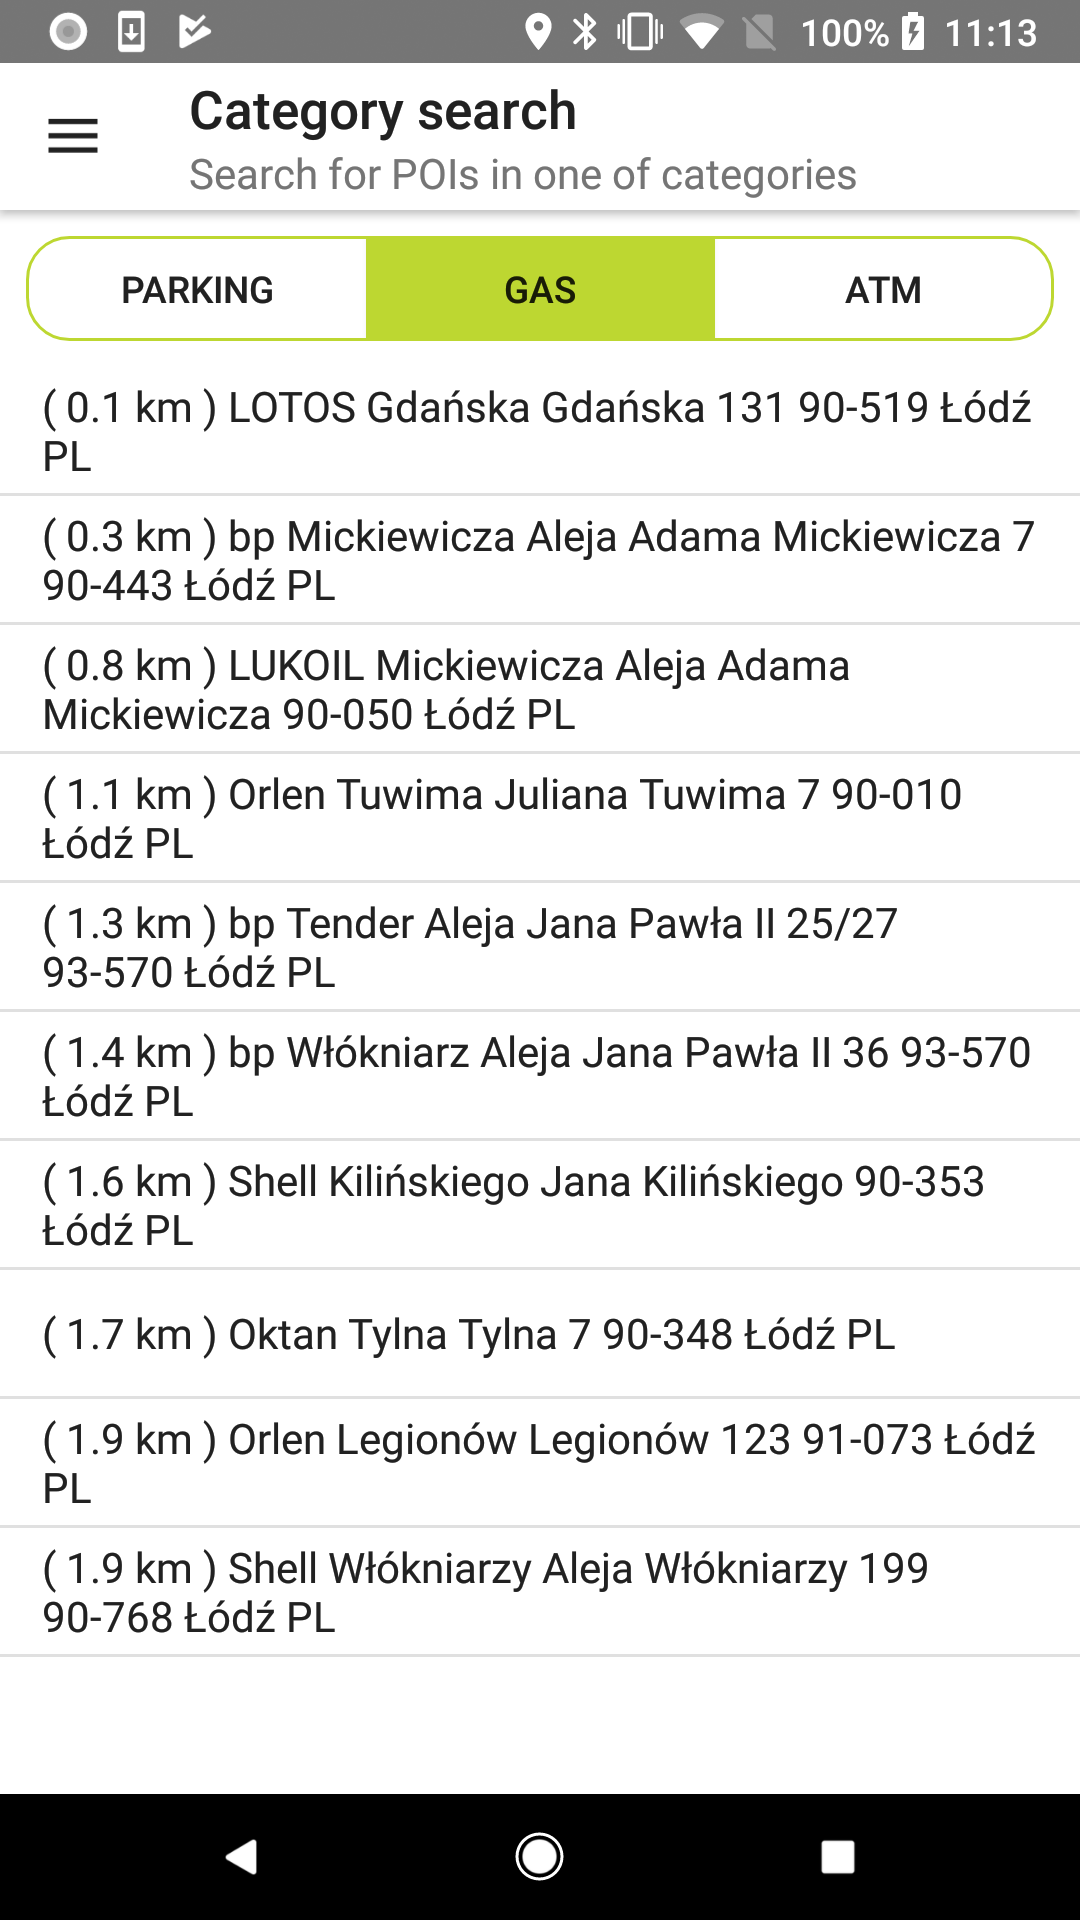 100% 11:13
Category search
Search for POIs in one of categories
PARKING GAS ATM
( 0.1 km ) LOTOS Gdańska Gdańska 131 90-519 Łódź
PL
( 0.3 km ) bp Mickiewicza Aleja Adama Mickiewicza 7
90-443 Łódź PL
( 0.8 km ) LUKOIL Mickiewicza Aleja Adama
Mickiewicza 90-050 Łódź PL
( 1.1 km ) Orlen Tuwima Juliana Tuwima 7 90-010
Łódź PL
( 1.3 km ) bp Tender Aleja Jana Pawła II 25/27
93-570 Łódź PL
( 1.4 km ) bp Włókniarz Aleja Jana Pawła II 36 93-570
Łódź PL
( 1.6 km ) Shell Kilińskiego Jana Kilińskiego 90-353
Łódź PL
( 1.7 km ) Oktan Tylna Tylna 7 90-348 Łódź PL
( 1.9 km ) Orlen Legionów Legionów 123 91-073 Łódź
PL
( 1.9 km ) Shell Włókniarzy Aleja Włókniarzy 199
90-768 Łódź PL